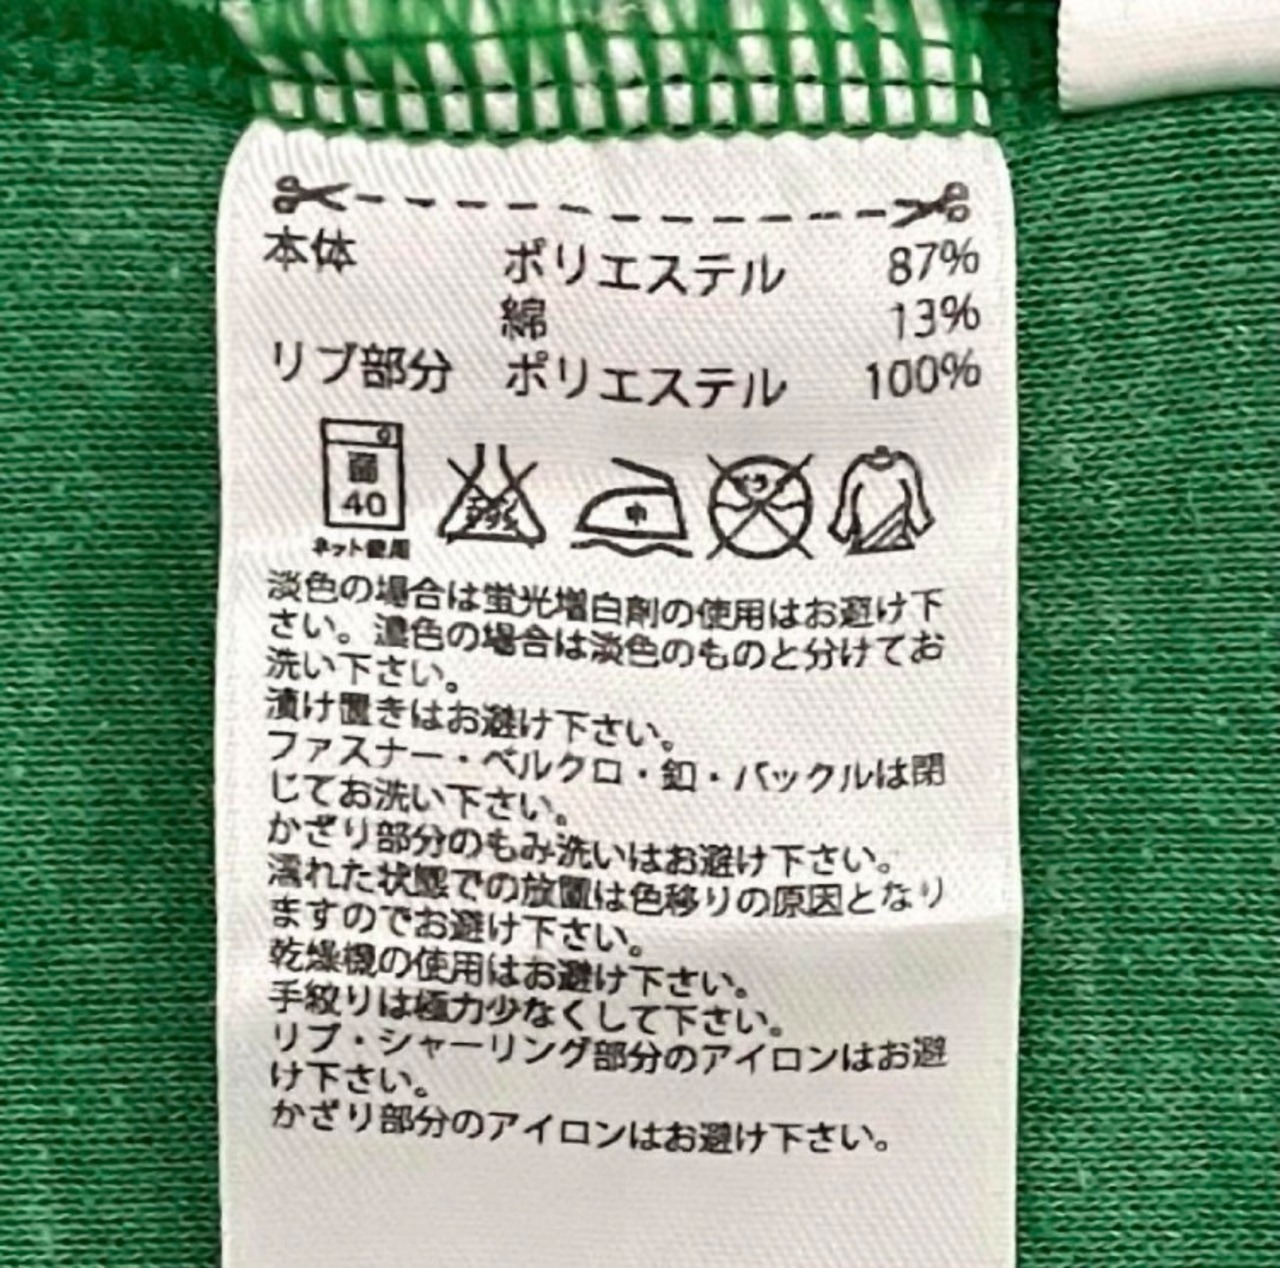 本体 ポリエステル 87%
綿 13%
リブ部分 ポリエステル 100%
40
中
ネット使用
淡色の場合は蛍光増白剤の使用はお避け下
さい。濃色の場合は淡色のものと分けてお
洗い下さい。
漬け置きはお避け下さい。
ファスナー・ベルクロ・釦・バックルは閉
じてお洗い下さい。
かざり部分のもみ洗いはお避け下さい。
濡れた状態での放置は色移りの原因となり
ますのでお避け下さい。
乾燥機の使用はお避け下さい。
手絞りは極力少なくして下さい。
リブ・シャーリング部分のアイロンはお避
け下さい。
かざり部分のアイロンはお避け下さい。